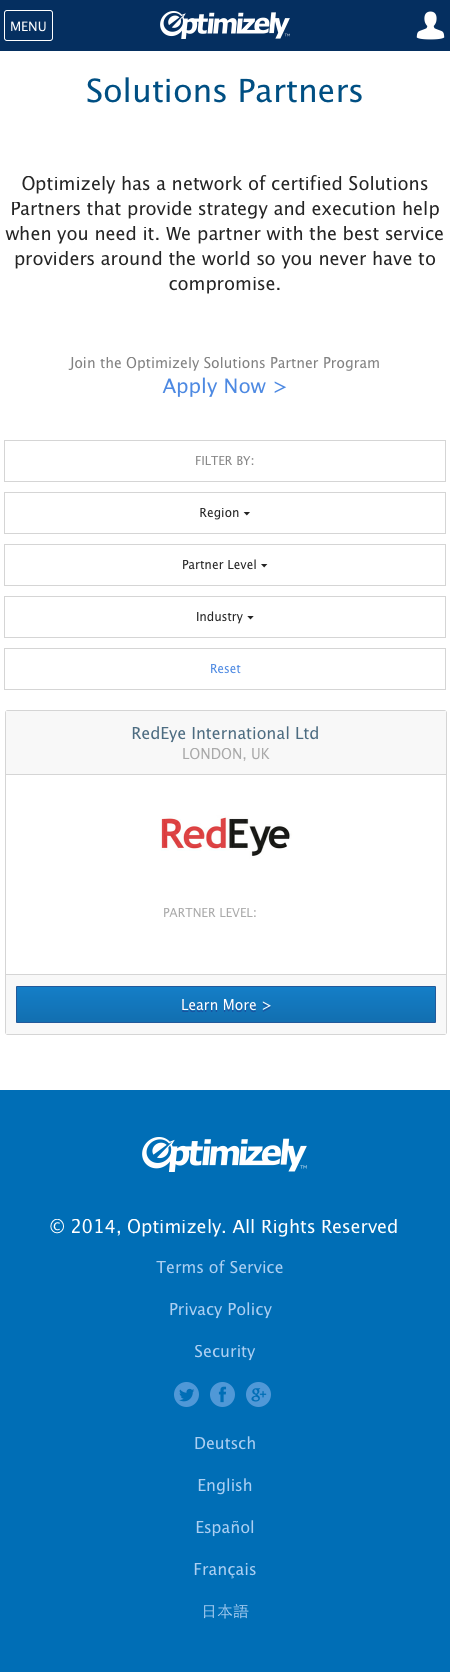 MENU
Optimizely™
Solutions Partners
Optimizely has a network of certified Solutions
Partners that provide strategy and execution help
when you need it. We partner with the best service
providers around the world so you never have to
compromise.
Join the Optimizely Solutions Partner Program
Apply Now >
FILTER BY:
Region
Partner Level
Industry
Reset
RedEye International Ltd
LONDON, UK
RedEye
PARTNER LEVEL:
Learn More >
Optimizely™
© 2014, Optimizely. All Rights Reserved
Terms of Service
Privacy Policy
Security
Deutsch
English
Español
Français
日本語